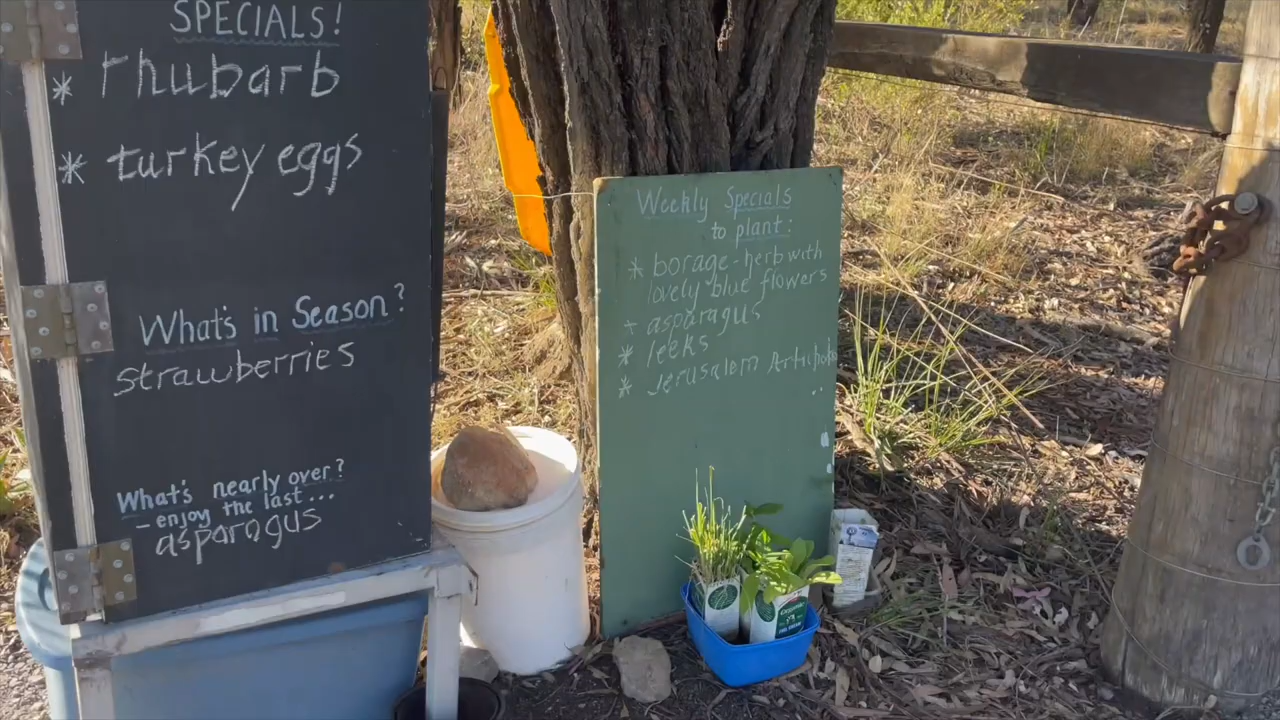 SPECIALS!
* rhubarb
* turkey eggs
What's in Season?
strawberries
What's nearly over?
- enjoy the last...
asparagus
Weekly Specials
to plant:
* borage - herb with
lovely blue flowers
* asparagus
* leeks
* Jerusalem Artichoke
Organic